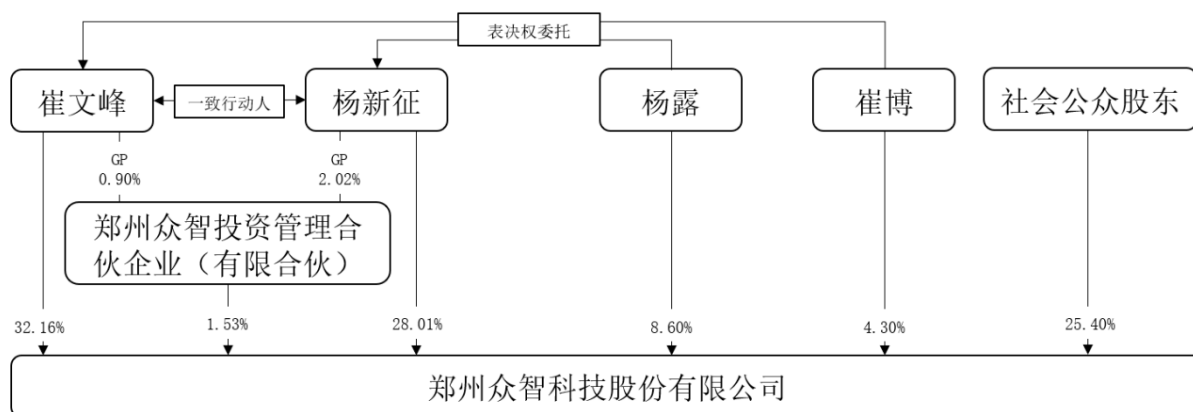 表决权委托
崔文峰
一致行动人
杨新征
杨露
崔博
社会公众股东
GP
0.90%
GP
2.02%
郑州众智投资管理合
伙企业（有限合伙）
32.16%
1.53%
28.01%
8.60%
4.30%
25.40%
郑州众智科技股份有限公司